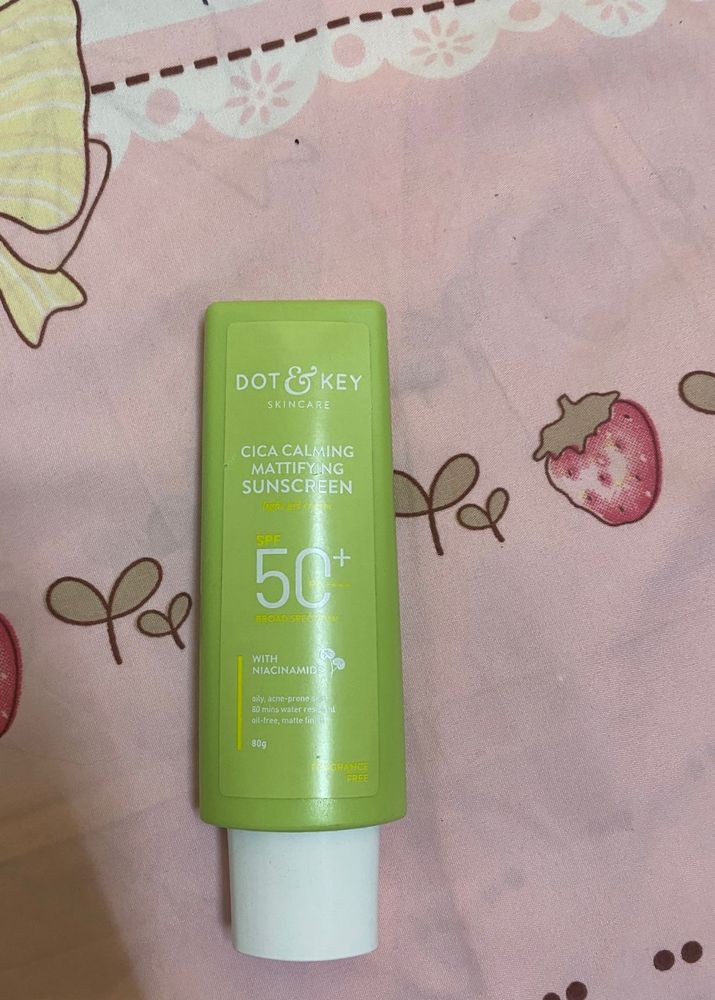 DOT & KEY
SKINCARE
CICA CALMING
MATTIFYING
SUNSCREEN
SPF
50+
BROAD SPECTRUM
WITH
NIACINAMIDE
oily, acne-prone
80 mins water resistant
oil-free, matte finish
80g
FRAGRANCE
FREE